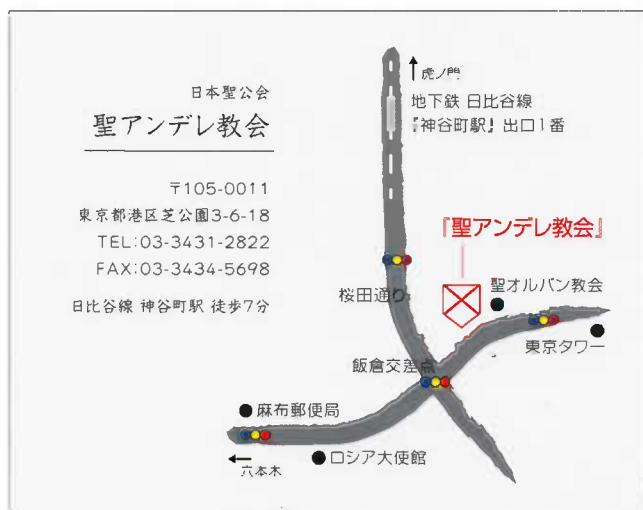 日本聖公会
聖アンデレ教会
〒105-0011
東京都港区芝公園3-6-18
TEL:03-3431-2822
FAX:03-3434-5698
日比谷線 神谷町駅 徒歩7分
↑虎ノ門
地下鉄 日比谷線
『神谷町駅』出口1番
『聖アンデレ教会』
聖オルバン教会
桜田通り
東京タワー
飯倉交差点
麻布郵便局
ロシア大使館
←
六本木